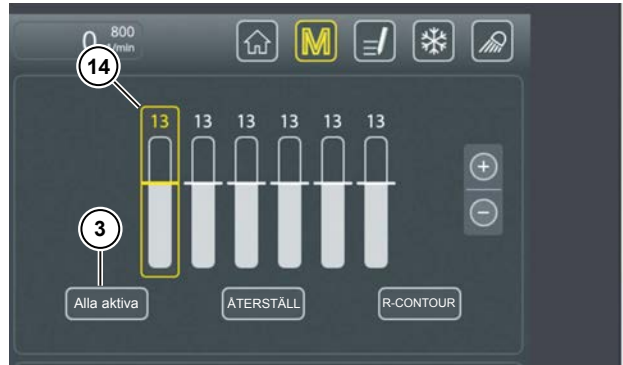 0 800
/min
M
14
13 13 13 13 13 13
3
Alla aktiva ÅTERSTÄLL R-CONTOUR